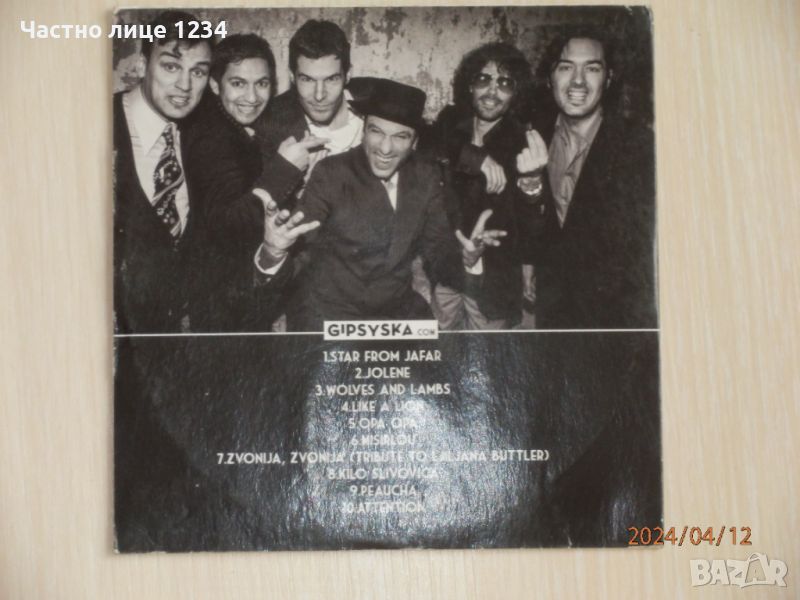 Частно лице 1234
GIPSYSKA.COM
1.STAR FROM JAFAR
2.JOLENE
3.WOLVES AND LAMBS
4.LIKE A LION
5.OPA OPA
6.MISIRLOU
7.ZVONIJA, ZVONIJA (TRIBUTE TO LALJANA BUTTLER)
8.KILO SLIVOVICA
9.PEAUCHA
10.ATTENTION
2024/04/12
BAZAR